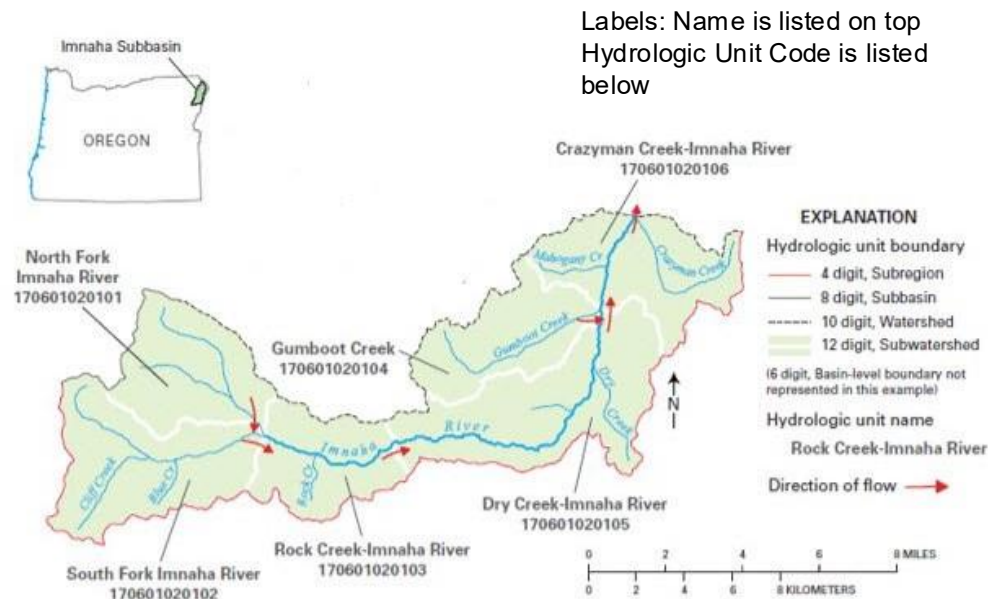 Labels: Name is listed on top
Hydrologic Unit Code is listed
below
Imnaha Subbasin
OREGON
Crazyman Creek-Imnaha River
170601020106
North Fork
Imnaha River
170601020101
Mahogany Cr
Crazyman Creek
Gumboot Creek
170601020104
Gumboot Creek
Dry Creek
Imnaha River
Cliff Creek
Blue Cr
Rock Cr
N
Dry Creek-Imnaha River
170601020105
Rock Creek-Imnaha River
170601020103
South Fork Imnaha River
170601020102
EXPLANATION
Hydrologic unit boundary
4 digit, Subregion
8 digit, Subbasin
10 digit, Watershed
12 digit, Subwatershed
(6 digit, Basin-level boundary not
represented in this example)
Hydrologic unit name
Rock Creek-Imnaha River
Direction of flow
0 2 4 6 8 MILES
0 2 4 6 8 KILOMETERS